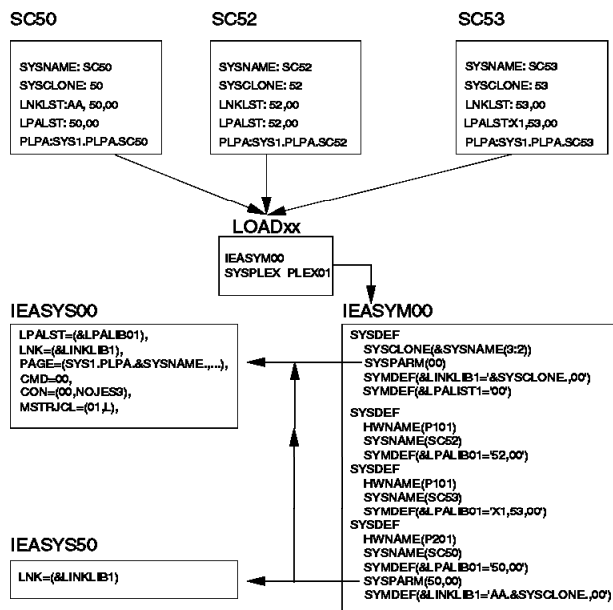 SC50
SYSNAME: SC50
SYSCLONE: 50
LNKLST:AA, 50,00
LPALST: 50,00
PLPA:SYS1.PLPA.SC50
SC52
SYSNAME: SC52
SYSCLONE: 52
LNKLST: 52,00
LPALST: 52,00
PLPA:SYS1.PLPA.SC52
SC53
SYSNAME: SC53
SYSCLONE: 53
LNKLST: 53,00
LPALST:X1,53,00
PLPA:SYS1.PLPA.SC53
LOADxx
IEASYM00
SYSPLEX PLEX01
IEASYS00
LPALST=(&LPALIB01),
LNK=(&LINKLIB1),
PAGE=(SYS1.PLPA.&SYSNAME.,...),
CMD=00,
CON=(00,NOJES3),
MSTRJCL=(01,L),
IEASYM00
SYSDEF
SYSCLONE(&SYSNAME(3:2))
SYSPARM(00)
SYMDEF(&LINKLIB1='&SYSCLONE.,00')
SYMDEF(&LPALIST1='00')
SYSDEF
HWNAME(P101)
SYSNAME(SC52)
SYMDEF(&LPALIB01='52,00')
SYSDEF
HWNAME(P101)
SYSNAME(SC53)
SYMDEF(&LPALIB01='X1,53,00')
SYSDEF
HWNAME(P201)
SYSNAME(SC50)
SYMDEF(&LPALIB01='50,00')
SYSPARM(50,00)
SYMDEF(&LINKLIB1='AA.&SYSCLONE.,00')
IEASYS50
LNK=(&LINKLIB1)